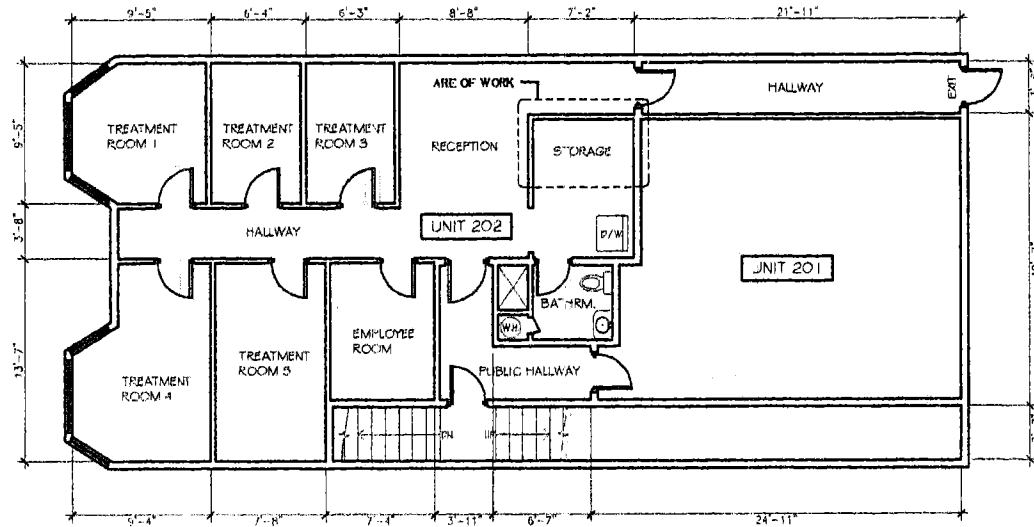 9'-5"
6'-4"
6'-3"
8'-8"
7'-2"
21'-11"
ARE OF WORK
HALLWAY
EXIT
TREATMENT
ROOM 1
TREATMENT
ROOM 2
TREATMENT
ROOM 3
RECEPTION
STORAGE
9'-5"
3'-8"
HALLWAY
UNIT 202
D/W
UNIT 201
BATHRM.
W.H
EMPLOYEE
ROOM
PUBLIC HALLWAY
TREATMENT
ROOM 4
TREATMENT
ROOM 5
13'-7"
DN
UP
9'-4"
7'-8"
7'-4"
3'-11"
6'-7"
24'-11"